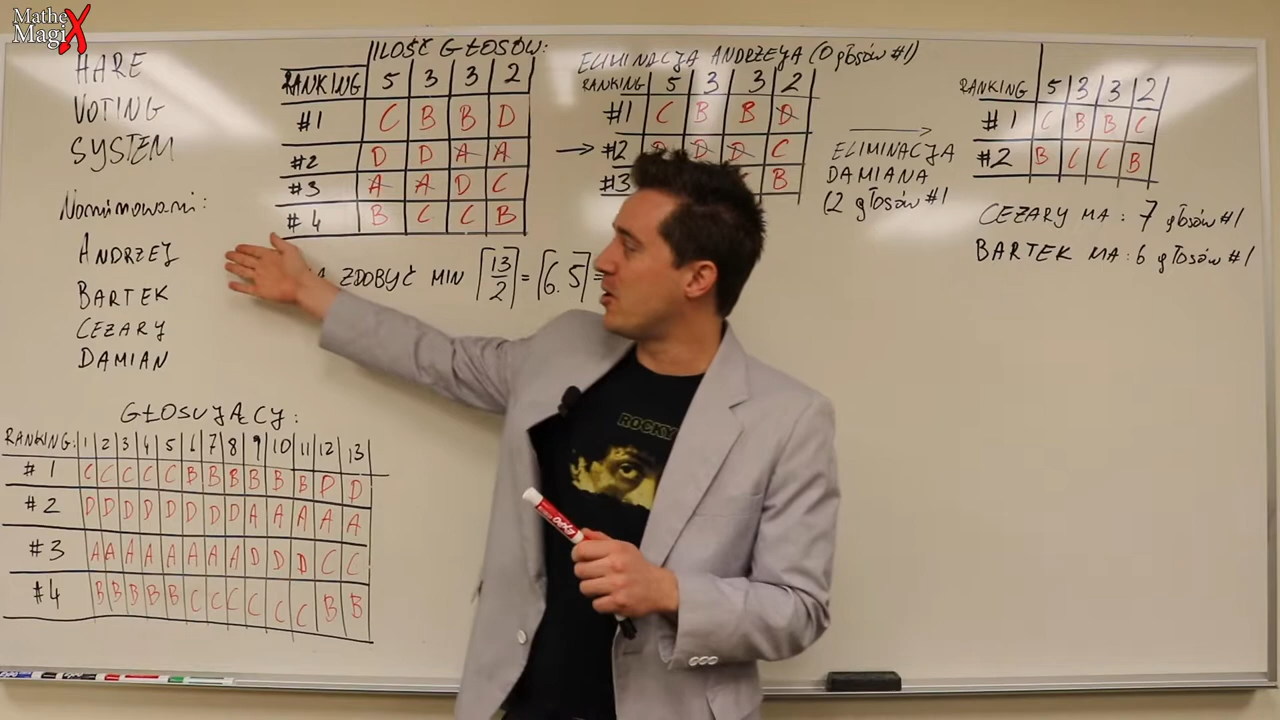 Mathe
MagiX
HARE
VOTING
SYSTEM
Nominowani:
ANDRZEJ
BARTEK
CEZARY
DAMIAN
ILOŚĆ GŁOSÓW:
RANKING 5 3 3 2
#1 C B B D
#2 D D A A
#3 A A D C
#4 B C C B
ZDOBYĆ MIN ⌈13/2⌉ = ⌈6.5⌉ =
ELIMINACJA ANDRZEJA (0 głosów #1)
RANKING 5 3 3 2
#1 C B B D
#2 D D D C
#3 B
ELIMINACJA
DAMIANA
(2 głosów #1
RANKING 5 3 3 2
#1 C B B C
#2 B C C B
CEZARY MA: 7 głosów #1
BARTEK MA: 6 głosów #1
GŁOSUJĄCY:
RANKING: 1 2 3 4 5 6 7 8 9 10 11 12 13
#1 C C C C C B B B B B B D D
#2 D D D D D D D D A A A A A
#3 A A A A A A A A D D D C C
#4 B B B B B C C C C C C B B
ROCKY
expo